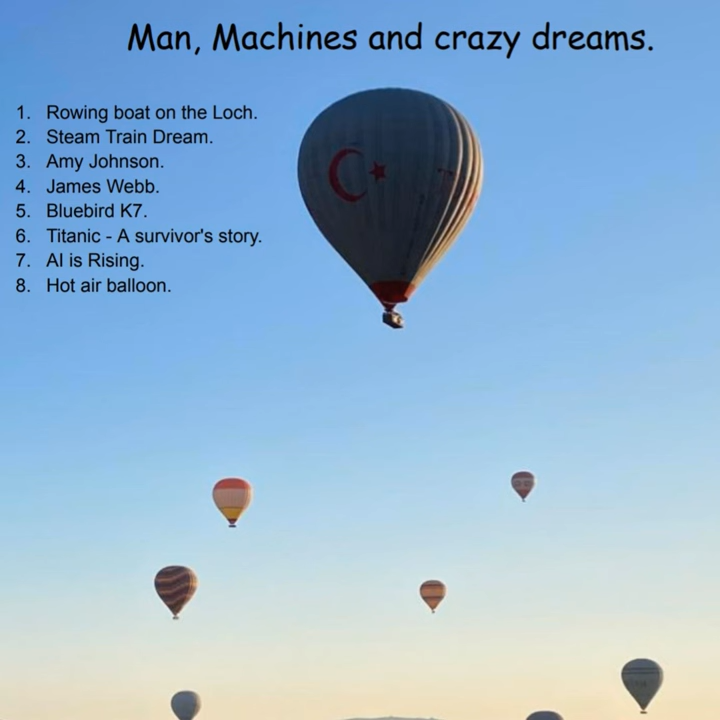 Man, Machines and crazy dreams.
1. Rowing boat on the Loch.
2. Steam Train Dream.
3. Amy Johnson.
4. James Webb.
5. Bluebird K7.
6. Titanic - A survivor's story.
7. AI is Rising.
8. Hot air balloon.